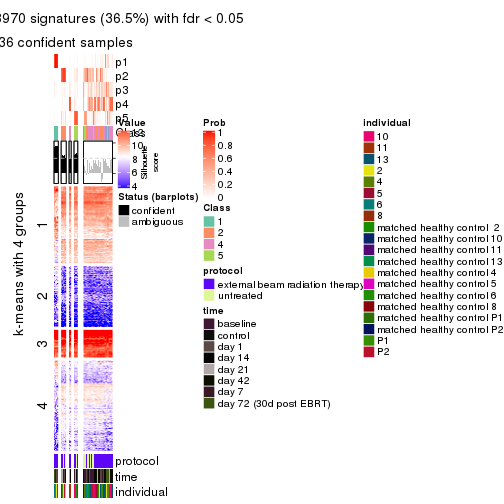 3970 signatures (36.5%) with fdr < 0.05
36 confident samples
p1
p2
p3
p4
p5
Class
k-means with 4 groups
1
2
3
4
protocol
time
individual
Value
12
10
8
6
4
Silhouette
score
Status (barplots)
confident
ambiguous
Prob
1
0.8
0.6
0.4
0.2
0
Class
1
2
4
5
protocol
external beam radiation therapy
untreated
time
baseline
control
day 1
day 14
day 21
day 42
day 7
day 72 (30d post EBRT)
individual
10
11
13
2
4
5
6
8
matched healthy control 2
matched healthy control 10
matched healthy control 11
matched healthy control 13
matched healthy control 4
matched healthy control 5
matched healthy control 6
matched healthy control 8
matched healthy control P1
matched healthy control P2
P1
P2